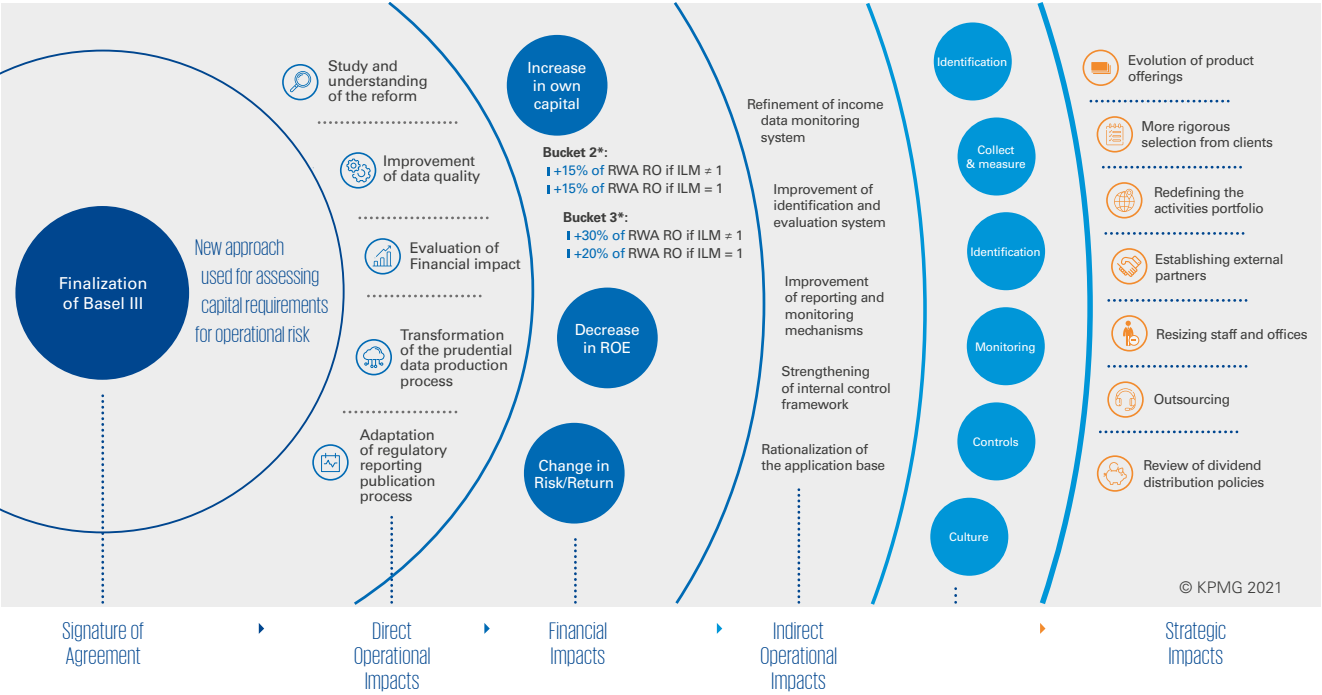 Finalization
of Basel III
New approach
used for assessing
capital requirements
for operational risk
Study and
understanding
of the reform
Improvement
of data quality
Evaluation of
Financial impact
Transformation
of the prudential
data production
process
Adaptation
of regulatory
reporting
publication
process
Increase
in own
capital
Bucket 2*:
+15% of RWA RO if ILM ≠ 1
+15% of RWA RO if ILM = 1
Bucket 3*:
+30% of RWA RO if ILM ≠ 1
+20% of RWA RO if ILM = 1
Decrease
in ROE
Change in
Risk/Return
Refinement of income
data monitoring
system
Improvement of
identification and
evaluation system
Improvement
of reporting and
monitoring
mechanisms
Strengthening
of internal control
framework
Rationalization of
the application base
Identification
Collect
& measure
Identification
Monitoring
Controls
Culture
Evolution of product
offerings
More rigorous
selection from clients
Redefining the
activities portfolio
Establishing external
partners
Resizing staff and offices
Outsourcing
Review of dividend
distribution policies
© KPMG 2021
Signature of
Agreement
Direct
Operational
Impacts
Financial
Impacts
Indirect
Operational
Impacts
Strategic
Impacts